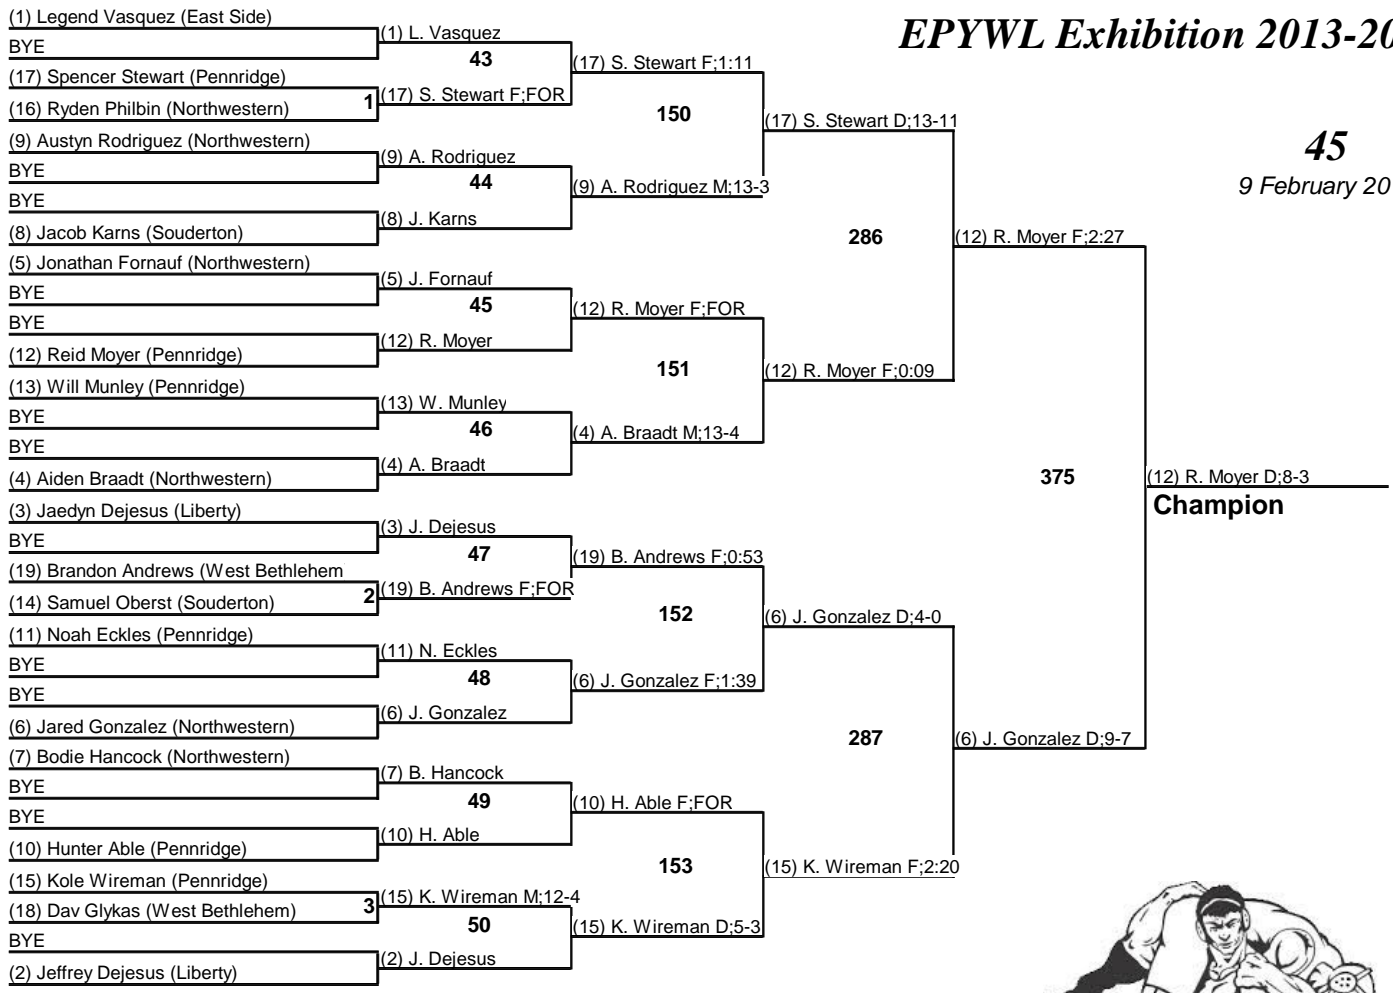 EPYWL Exhibition 2013-20
45
9 February 20
(1) Legend Vasquez (East Side)
BYE
(17) Spencer Stewart (Pennridge)
(16) Ryden Philbin (Northwestern)
1
(9) Austyn Rodriguez (Northwestern)
BYE
BYE
(8) Jacob Karns (Souderton)
(5) Jonathan Fornauf (Northwestern)
BYE
BYE
(12) Reid Moyer (Pennridge)
(13) Will Munley (Pennridge)
BYE
BYE
(4) Aiden Braadt (Northwestern)
(3) Jaedyn Dejesus (Liberty)
BYE
(19) Brandon Andrews (West Bethlehem
(14) Samuel Oberst (Souderton)
2
(11) Noah Eckles (Pennridge)
BYE
BYE
(6) Jared Gonzalez (Northwestern)
(7) Bodie Hancock (Northwestern)
BYE
BYE
(10) Hunter Able (Pennridge)
(15) Kole Wireman (Pennridge)
(18) Dav Glykas (West Bethlehem)
3
BYE
(2) Jeffrey Dejesus (Liberty)
(1) L. Vasquez
43
(17) S. Stewart F;FOR
(9) A. Rodriguez
44
(8) J. Karns
(5) J. Fornauf
45
(12) R. Moyer
(13) W. Munley
46
(4) A. Braadt
(3) J. Dejesus
47
(19) B. Andrews F;FOR
(11) N. Eckles
48
(6) J. Gonzalez
(7) B. Hancock
49
(10) H. Able
(15) K. Wireman M;12-4
50
(2) J. Dejesus
(17) S. Stewart F;1:11
150
(9) A. Rodriguez M;13-3
(12) R. Moyer F;FOR
151
(4) A. Braadt M;13-4
(19) B. Andrews F;0:53
152
(6) J. Gonzalez F;1:39
(10) H. Able F;FOR
153
(15) K. Wireman D;5-3
(17) S. Stewart D;13-11
286
(12) R. Moyer F;0:09
(6) J. Gonzalez D;4-0
287
(15) K. Wireman F;2:20
(12) R. Moyer F;2:27
375
(6) J. Gonzalez D;9-7
(12) R. Moyer D;8-3
Champion